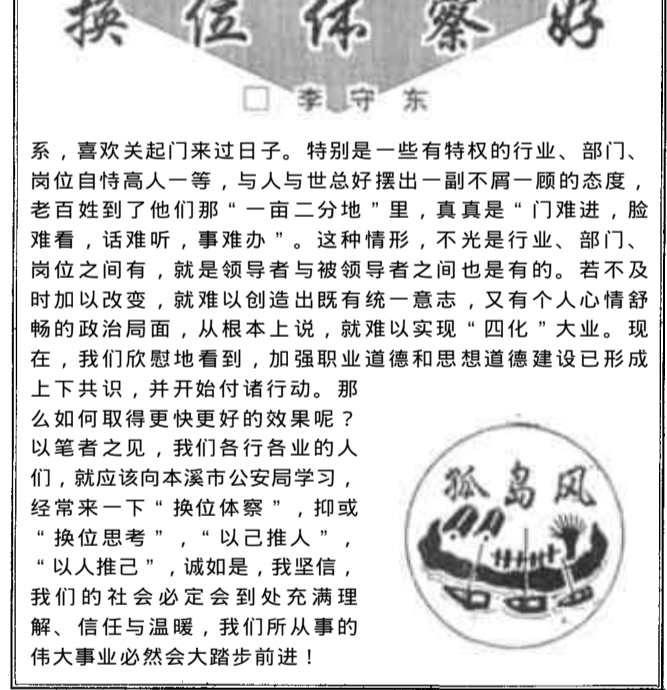 换位体察好
□ 李守东
系，喜欢关起门来过日子。特别是一些有特权的行业、部门、
岗位自恃高人一等，与人与世总好摆出一副不屑一顾的态度，
老百姓到了他们那“一亩二分地”里，真真是“门难进，脸
难看，话难听，事难办”。这种情形，不光是行业、部门、
岗位之间有，就是领导者与被领导者之间也是有的。若不及
时加以改变，就难以创造出既有统一意志，又有个人心情舒
畅的政治局面，从根本上说，就难以实现“四化”大业。现
在，我们欣慰地看到，加强职业道德和思想道德建设已形成
上下共识，并开始付诸行动。那
么如何取得更快更好的效果呢？
以笔者之见，我们各行各业的人
们，就应该向本溪市公安局学习，
经常来一下“换位体察”，抑或
“换位思考”，“以己推人”，
“以人推己”，诚如是，我坚信，
我们的社会必定会到处充满理
解、信任与温暖，我们所从事的
伟大事业必然会大踏步前进！
孤岛风